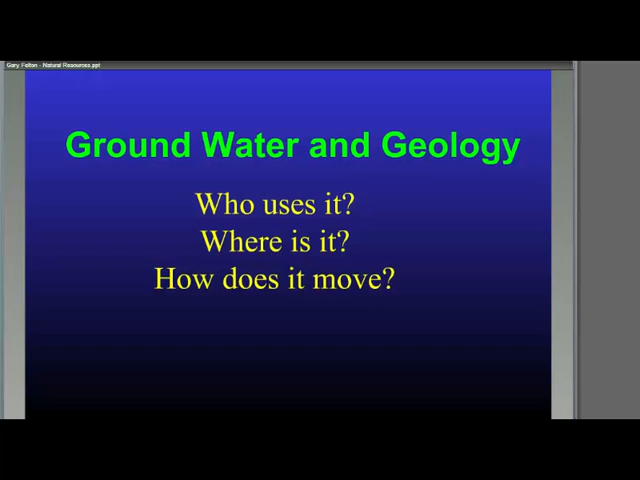 Gary Felton - Natural Resources.ppt
Ground Water and Geology
Who uses it?
Where is it?
How does it move?